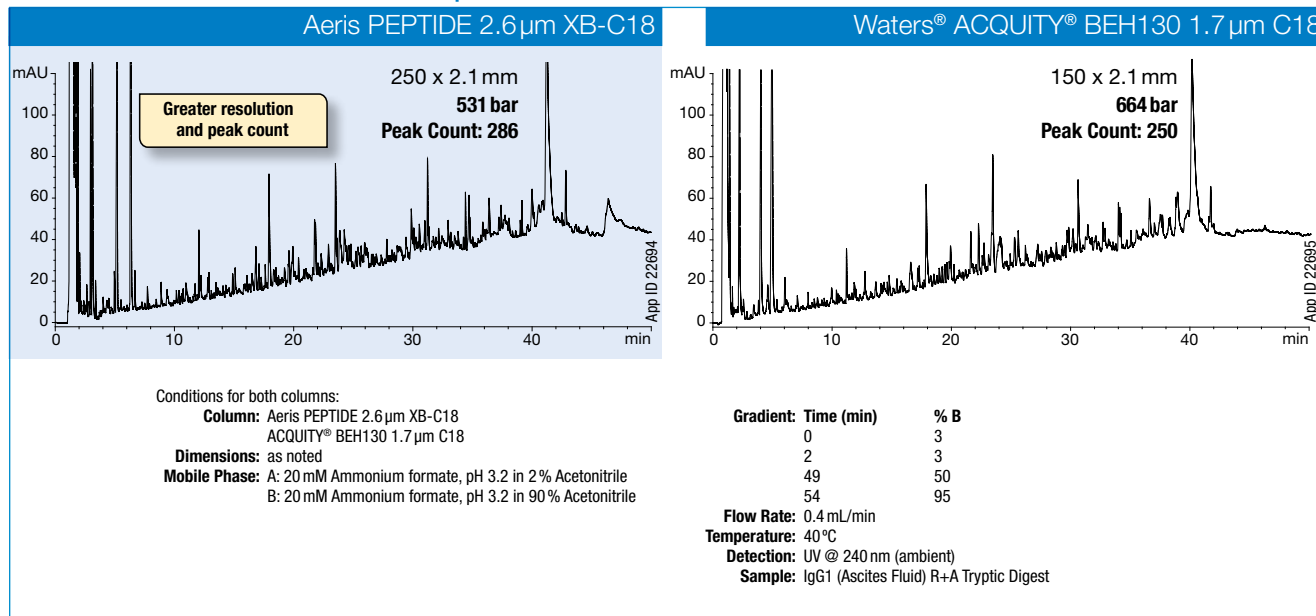 Aeris PEPTIDE 2.6 µm XB-C18
mAU
100
80
60
40
20
0
Greater resolution
and peak count
250 x 2.1 mm
531 bar
Peak Count: 286
App ID 22694
0 10 20 30 40 min
Waters® ACQUITY® BEH130 1.7 µm C18
mAU
100
80
60
40
20
0
150 x 2.1 mm
664 bar
Peak Count: 250
App ID 22695
0 10 20 30 40 min
Conditions for both columns:
Column: Aeris PEPTIDE 2.6 µm XB-C18
ACQUITY® BEH130 1.7 µm C18
Dimensions: as noted
Mobile Phase: A: 20 mM Ammonium formate, pH 3.2 in 2 % Acetonitrile
B: 20 mM Ammonium formate, pH 3.2 in 90 % Acetonitrile
Gradient: Time (min) % B
0 3
2 3
49 50
54 95
Flow Rate: 0.4 mL/min
Temperature: 40 ºC
Detection: UV @ 240 nm (ambient)
Sample: IgG1 (Ascites Fluid) R+A Tryptic Digest